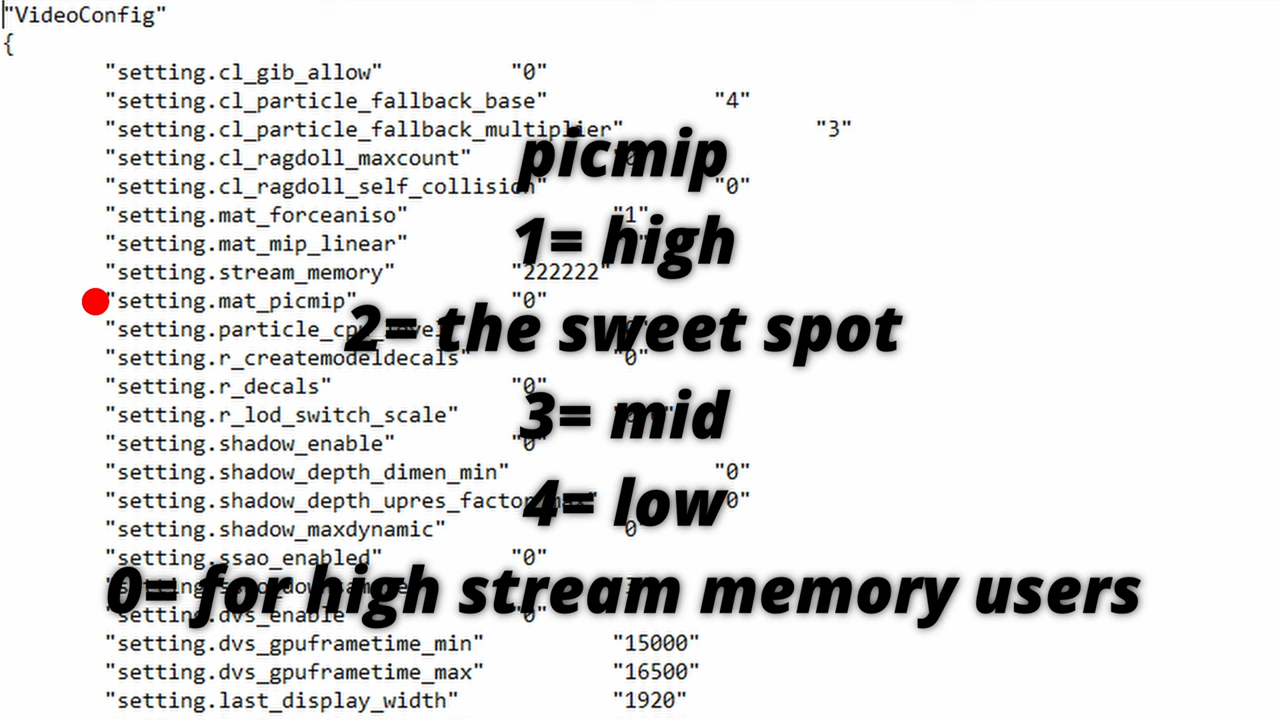 "VideoConfig"
{
"setting.cl_gib_allow" "0"
"setting.cl_particle_fallback_base" "4"
"setting.cl_particle_fallback_multiplier" "3"
"setting.cl_ragdoll_maxcount"
"setting.cl_ragdoll_self_collision" "0"
"setting.mat_forceaniso" "1"
"setting.mat_mip_linear"
"setting.stream_memory" "222222"
"setting.mat_picmip" "0"
"setting.particle_cpu_level"
"setting.r_createmodeldecals" "0"
"setting.r_decals" "0"
"setting.r_lod_switch_scale"
"setting.shadow_enable" "0"
"setting.shadow_depth_dimen_min" "0"
"setting.shadow_depth_upres_factor_max" "0"
"setting.shadow_maxdynamic" "0"
"setting.ssao_enabled" "0"
"setting.dvs_enable" "0"
"setting.dvs_gpuframetime_min" "15000"
"setting.dvs_gpuframetime_max" "16500"
"setting.last_display_width" "1920"
picmip
1= high
2= the sweet spot
3= mid
4= low
0= for high stream memory users